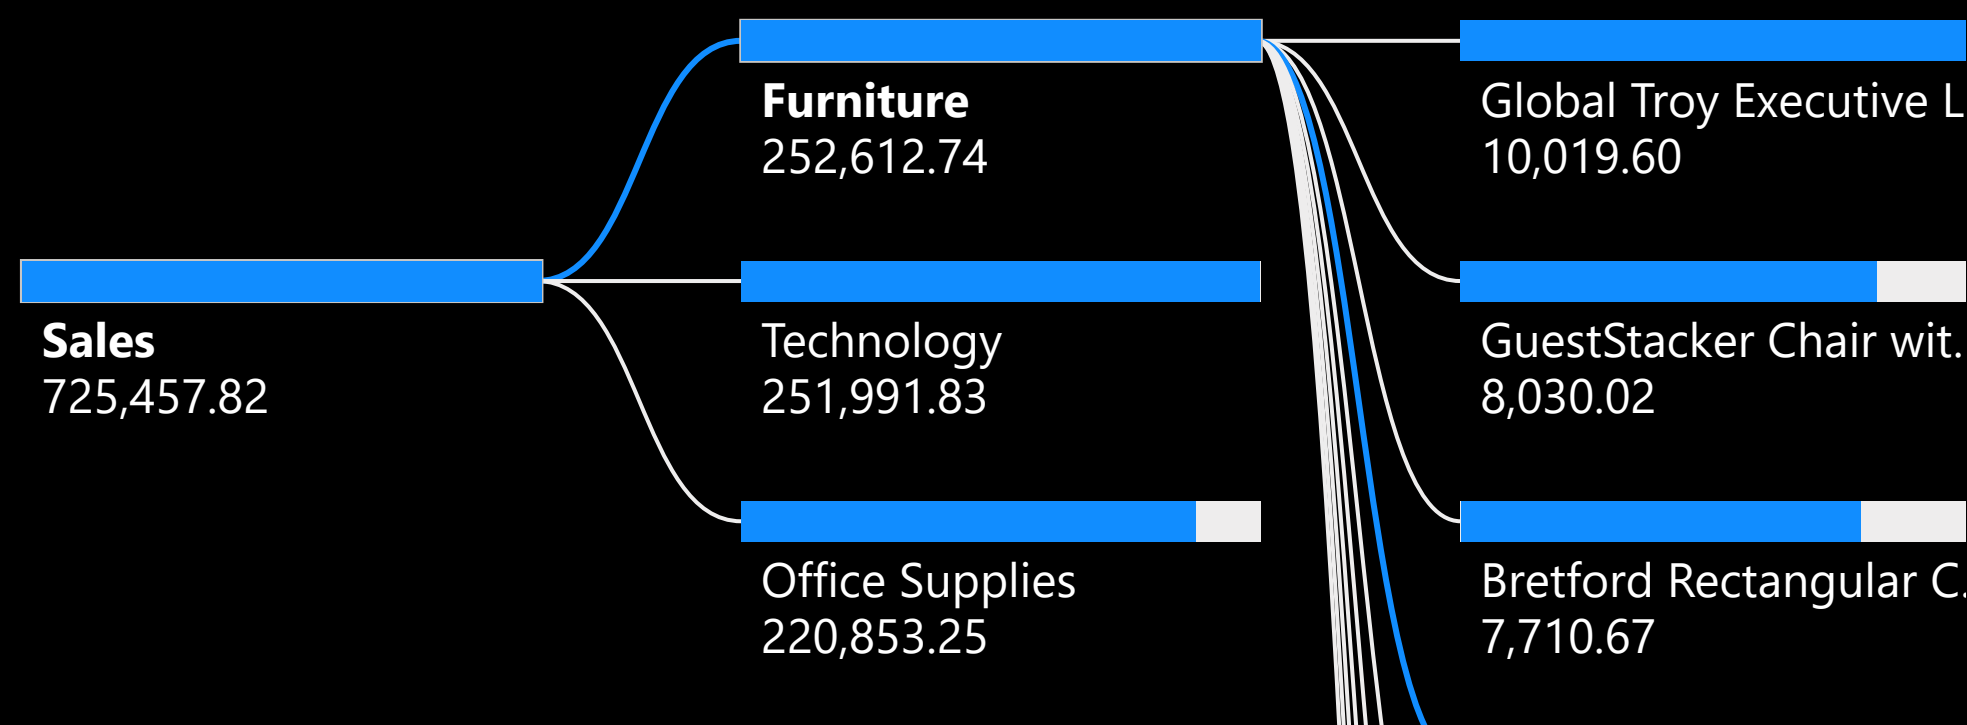 Furniture
252,612.74
Global Troy Executive L
10,019.60
Sales
725,457.82
Technology
251,991.83
GuestStacker Chair wit.
8,030.02
Office Supplies
220,853.25
Bretford Rectangular C.
7,710.67